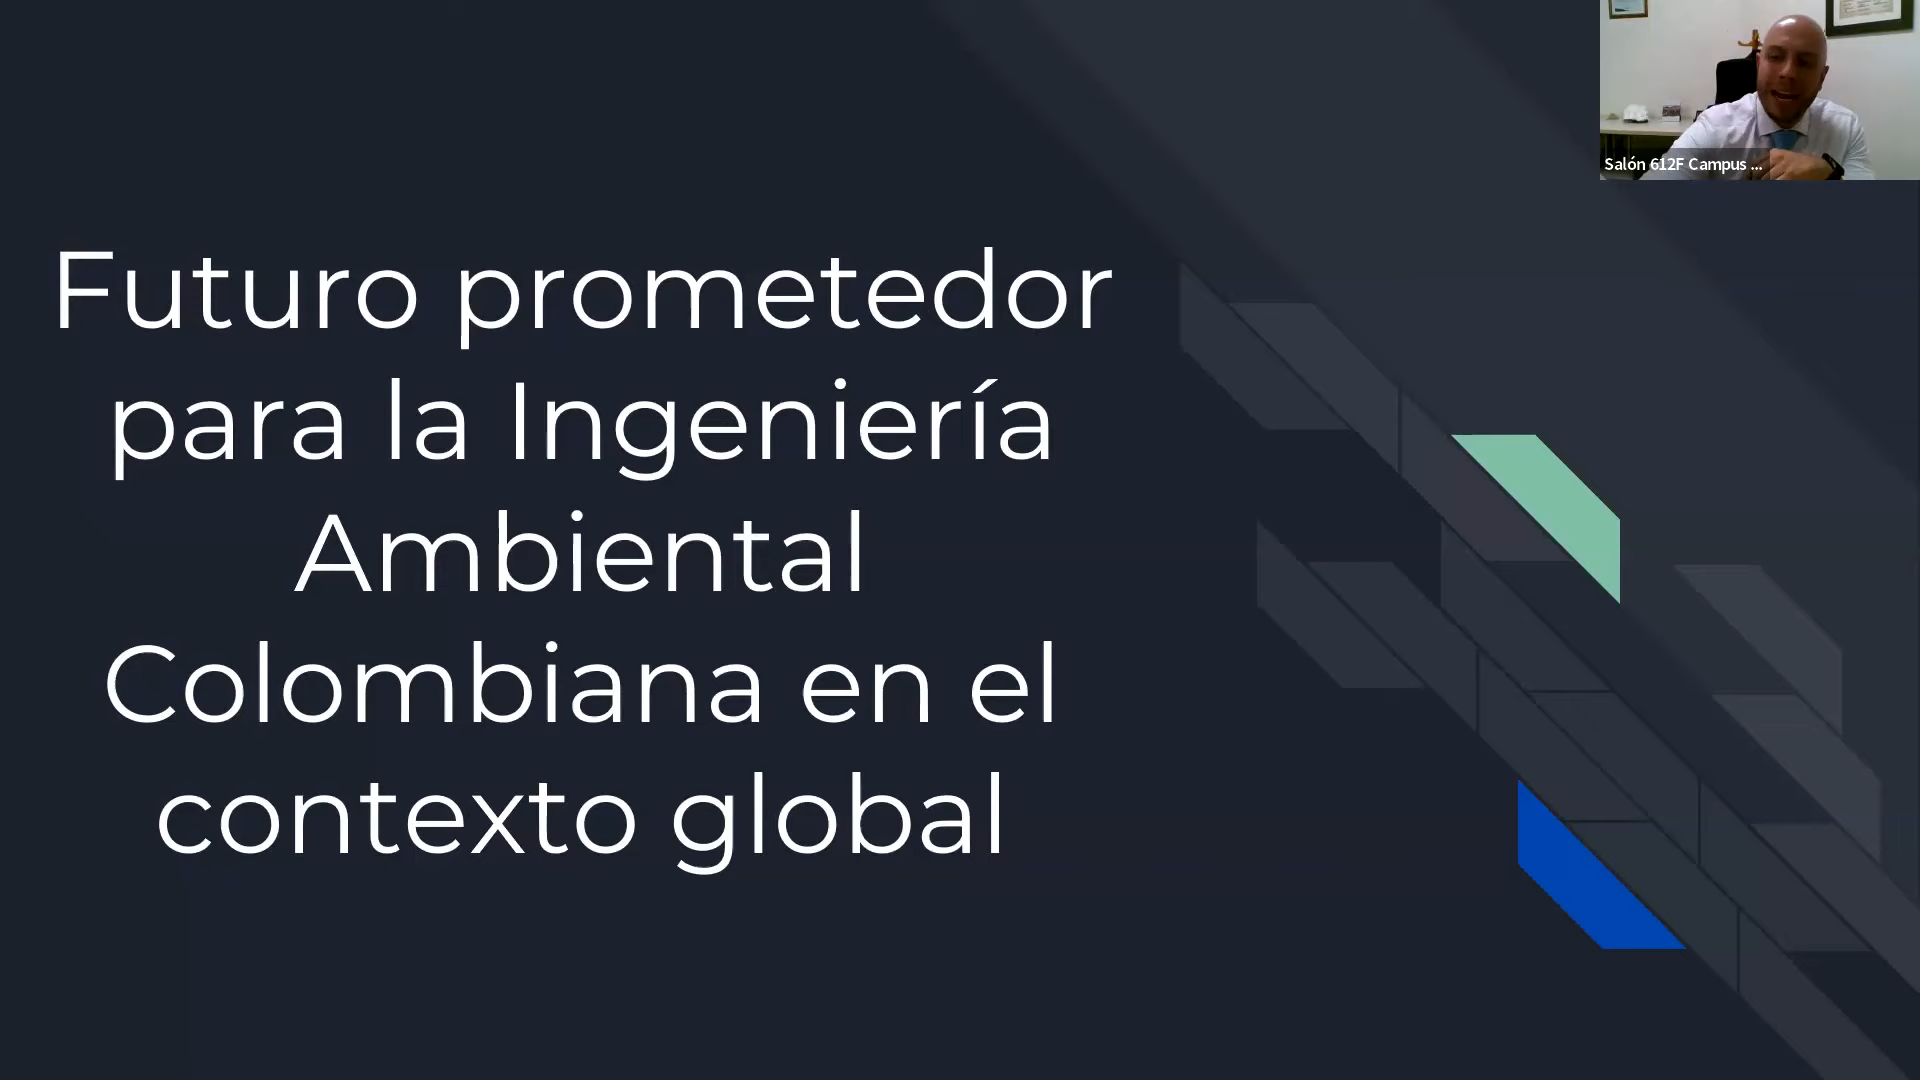 Salón 612F Campus ...
Futuro prometedor
para la Ingeniería
Ambiental
Colombiana en el
contexto global